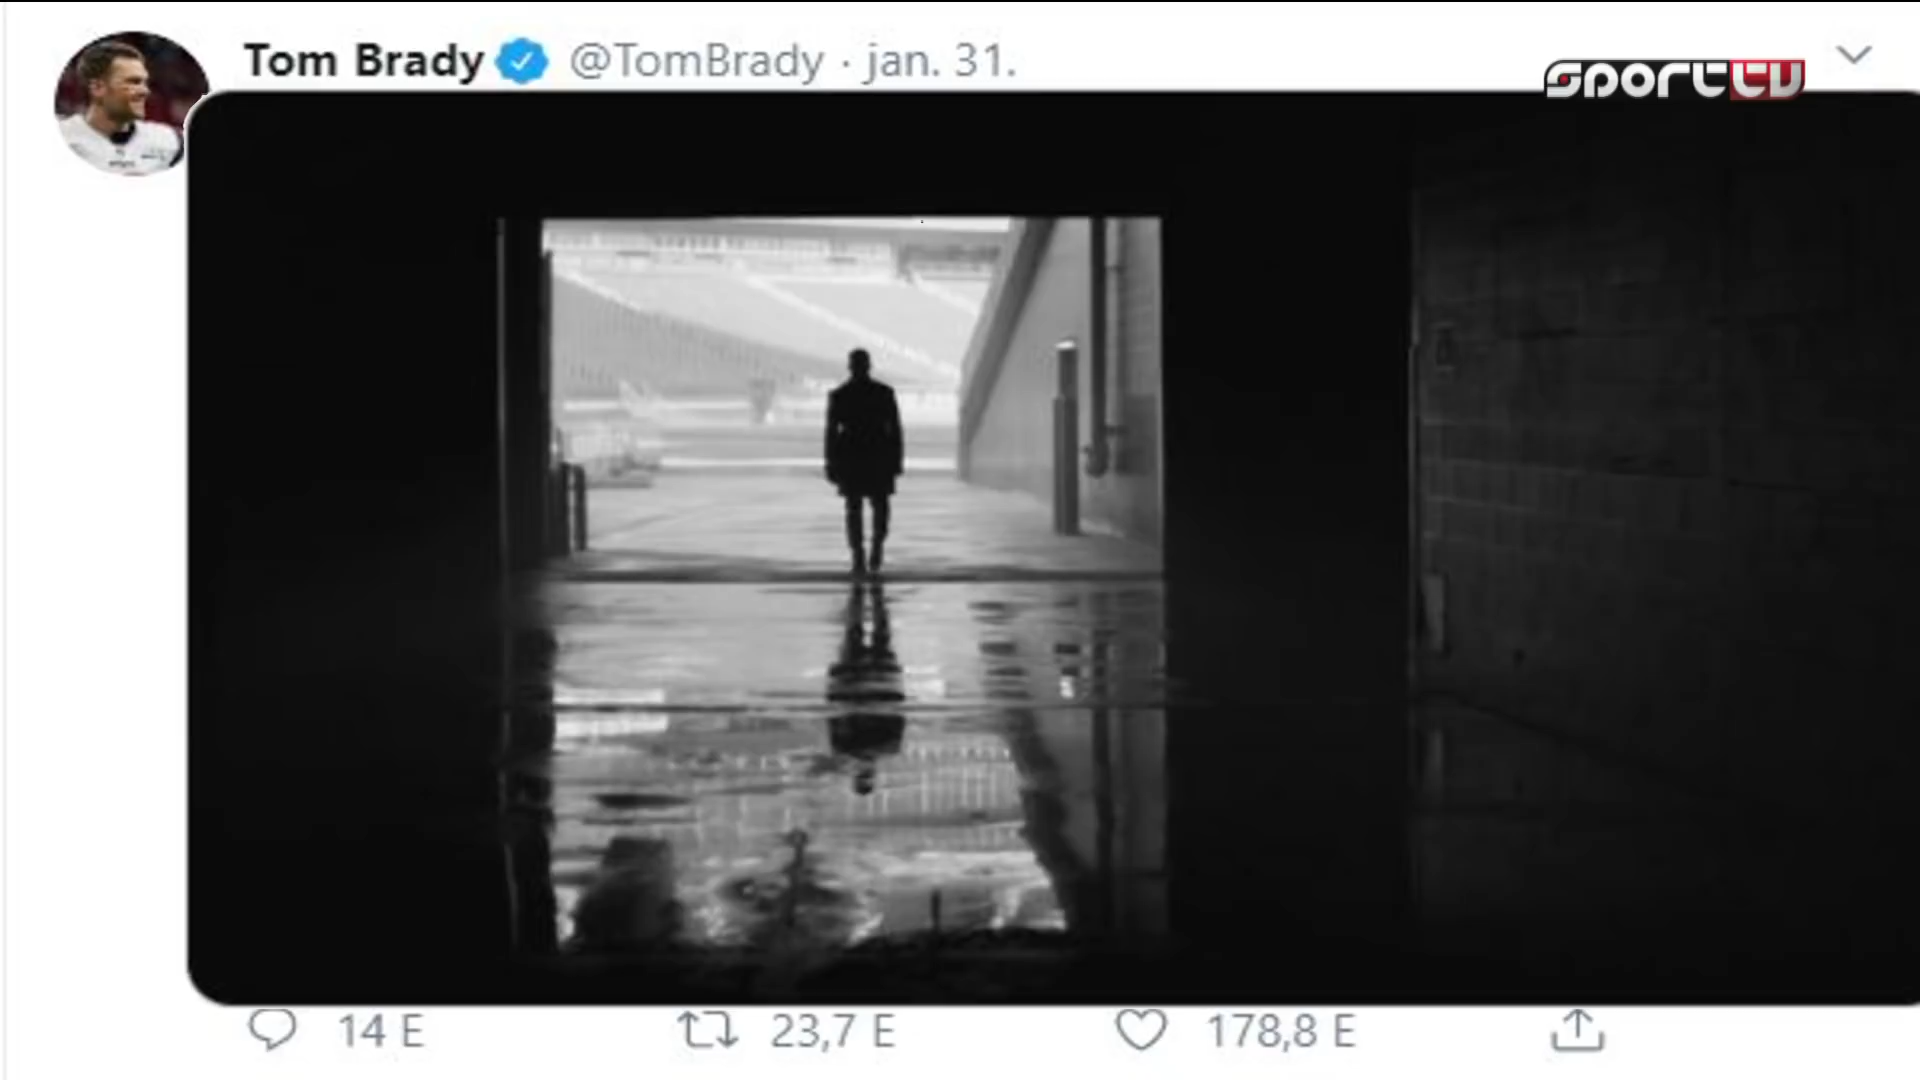 Tom Brady @TomBrady · jan. 31.
sporttv
14 E 23,7 E 178,8 E